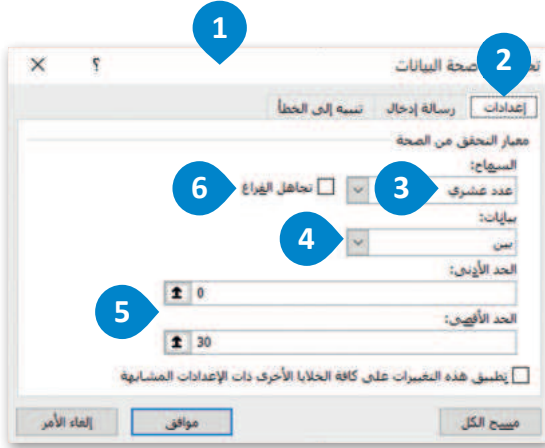 1
2
صحة البيانات ؟ ×
إعدادات رسالة إدخال تنبيه إلى الخطأ
معيار التحقق من الصحة
السماح:
عدد عشري 3 تجاهل الفراغ 6
بيانات:
بين 4
الحد الأدنى:
0
5
الحد الأقصى:
30
تطبيق هذه التغييرات على كافة الخلايا الأخرى ذات الإعدادات المشابهة
مسح الكل موافق إلغاء الأمر